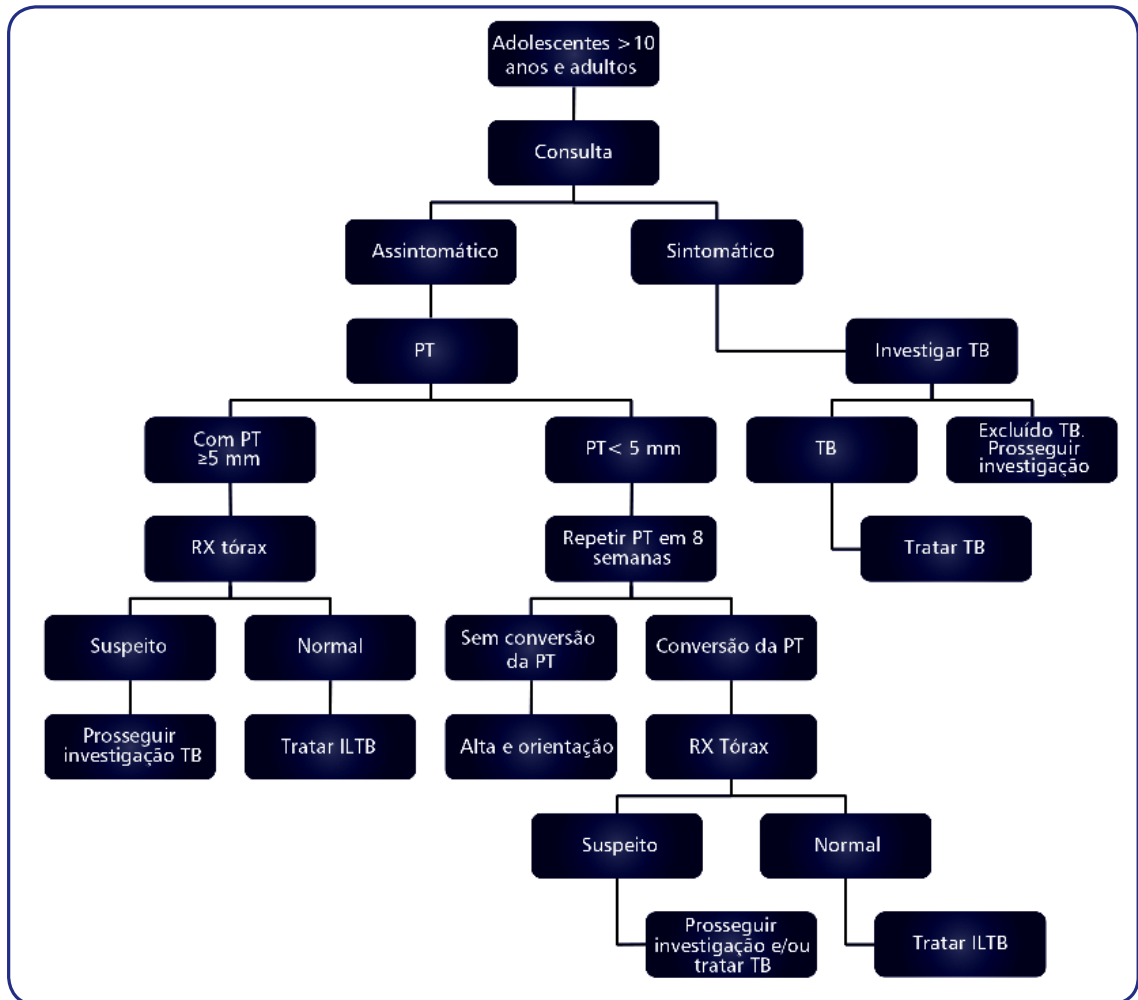 Adolescentes >10
anos e adultos
Consulta
Assintomático
Sintomático
PT
Investigar TB
Com PT
≥5 mm
PT< 5 mm
TB
Excluído TB.
Prosseguir
investigação
RX tórax
Repetir PT em 8
semanas
Tratar TB
Suspeito
Normal
Sem conversão
da PT
Conversão da PT
Prosseguir
investigação TB
Tratar ILTB
Alta e orientação
RX Tórax
Suspeito
Normal
Prosseguir
investigação e/ou
tratar TB
Tratar ILTB